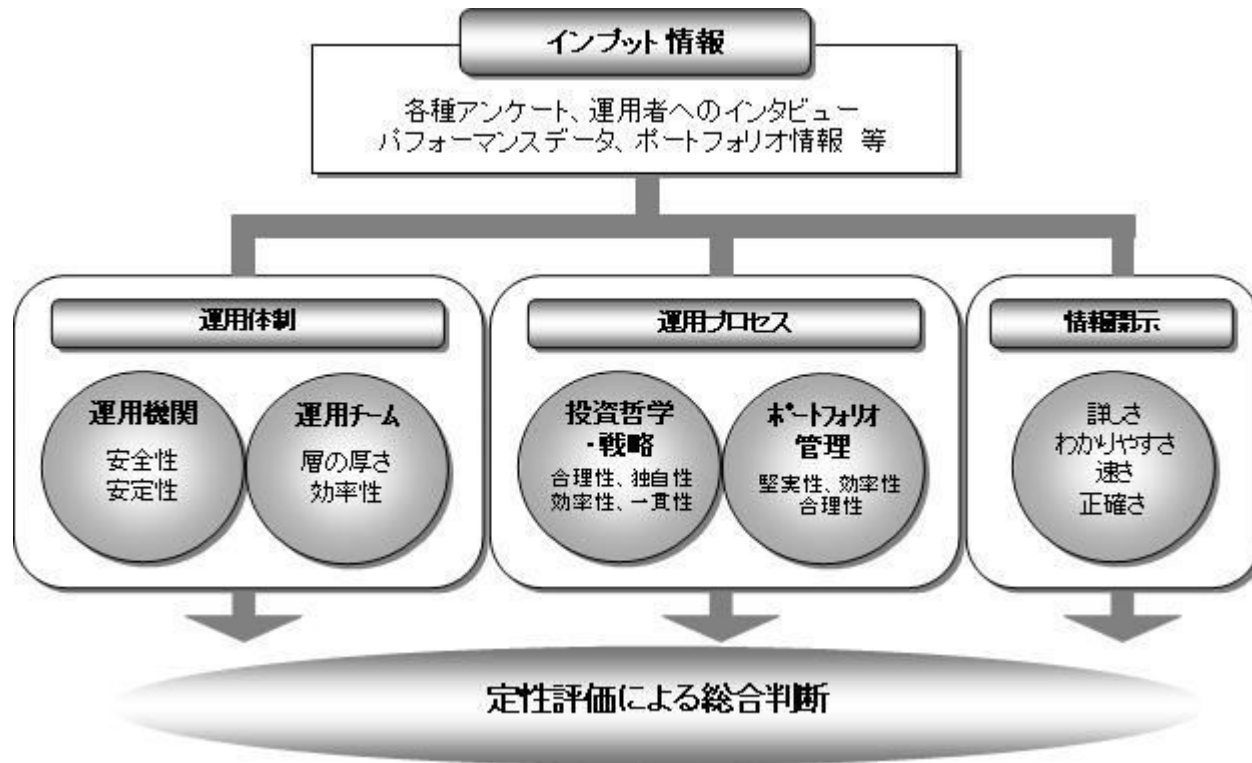 インプット情報
各種アンケート、運用者へのインタビュー
パフォーマンスデータ、ポートフォリオ情報 等
運用体制
運用機関
安全性
安定性
運用チーム
層の厚さ
効率性
運用プロセス
投資哲学
・戦略
合理性、独自性
効率性、一貫性
ポートフォリオ
管理
堅実性、効率性
合理性
情報開示
詳しさ
わかりやすさ
速さ
正確さ
定性評価による総合判断